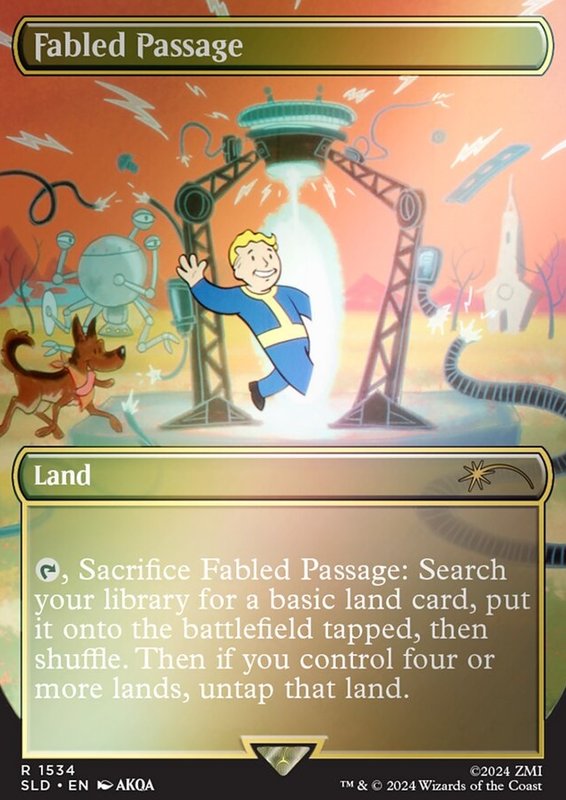 Fabled Passage
Land
, Sacrifice Fabled Passage: Search
your library for a basic land card, put
it onto the battlefield tapped, then
shuffle. Then if you control four or
more lands, untap that land.
R 1534
SLD • EN AKQA
©2024 ZMI
™ & © 2024 Wizards of the Coast